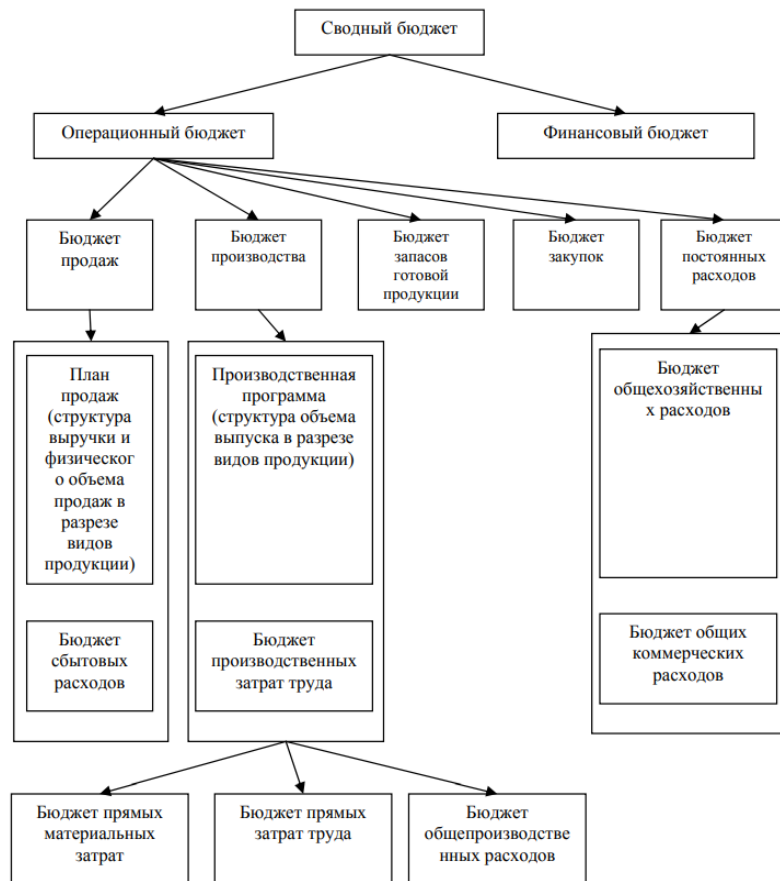 Сводный бюджет
Операционный бюджет
Финансовый бюджет
Бюджет
продаж
Бюджет
производства
Бюджет
запасов
готовой
продукции
Бюджет
закупок
Бюджет
постоянных
расходов
План
продаж
(структура
выручки и
физическог
о объема
продаж в
разрезе
видов
продукции)
Производственная
программа
(структура объема
выпуска в разрезе
видов продукции)
Бюджет
общехозяйственны
х расходов
Бюджет
сбытовых
расходов
Бюджет
производственных
затрат труда
Бюджет общих
коммерческих
расходов
Бюджет прямых
материальных
затрат
Бюджет прямых
затрат труда
Бюджет
общепроизводстве
нных расходов